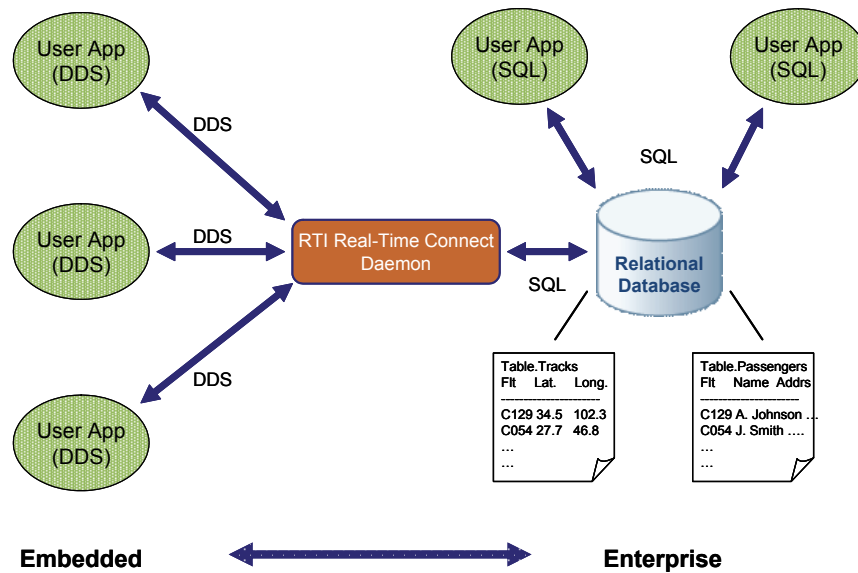 User App
(DDS)
User App
(SQL)
User App
(SQL)
DDS
SQL
User App
(DDS)
DDS
RTI Real-Time Connect
Daemon
SQL
Relational
Database
DDS
User App
(DDS)
Table.Tracks
Flt Lat. Long.
----------------------
C129 34.5 102.3
C054 27.7 46.8
...
...
Table.Passengers
Flt Name Addrs
----------------------
C129 A. Johnson ...
C054 J. Smith ....
...
...
Embedded
Enterprise